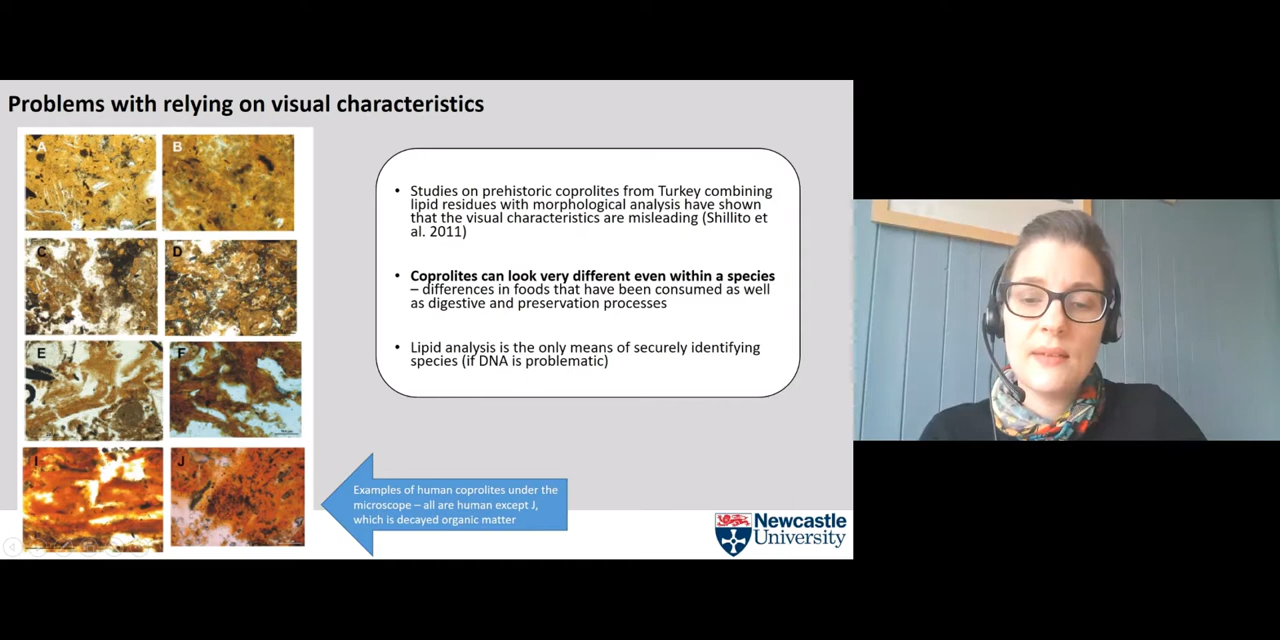 Problems with relying on visual characteristics
A
B
C
D
E
F
I
J
• Studies on prehistoric coprolites from Turkey combining
lipid residues with morphological analysis have shown
that the visual characteristics are misleading (Shillito et
al. 2011)
• Coprolites can look very different even within a species
– differences in foods that have been consumed as well
as digestive and preservation processes
• Lipid analysis is the only means of securely identifying
species (if DNA is problematic)
Examples of human coprolites under the
microscope – all are human except J,
which is decayed organic matter
Newcastle
University